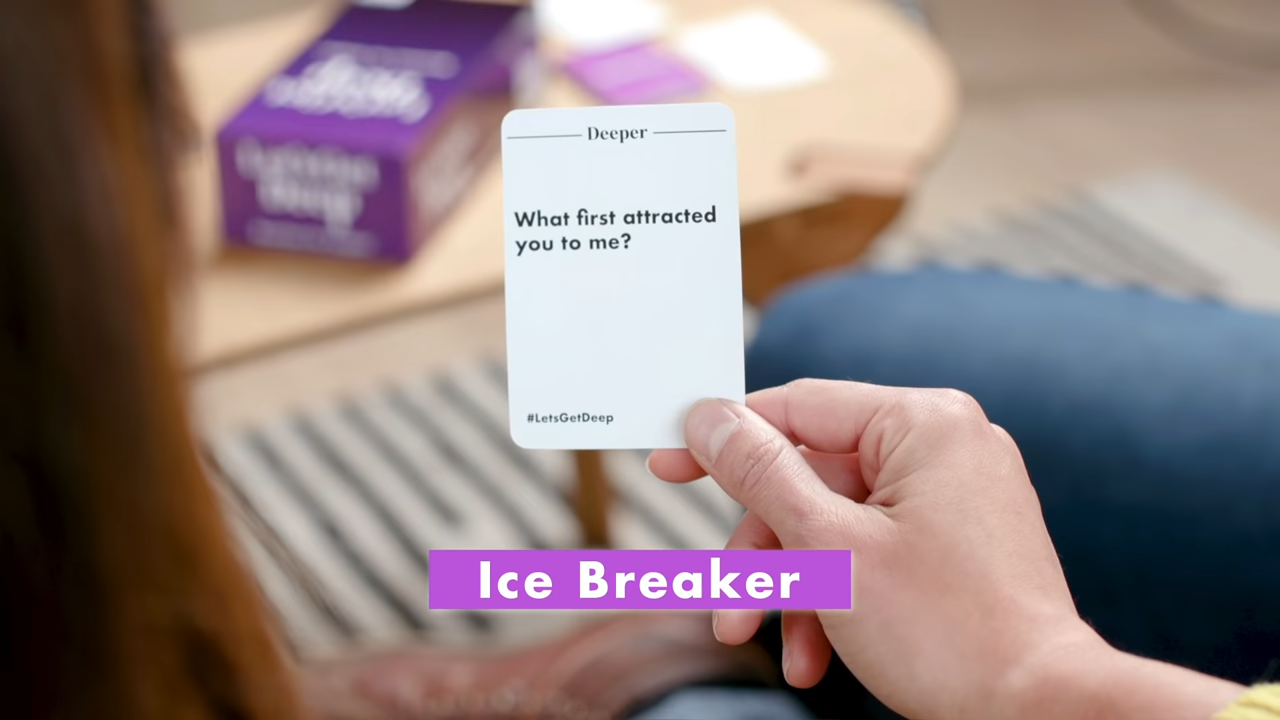 Deeper
What first attracted
you to me?
#LetsGetDeep
Ice Breaker